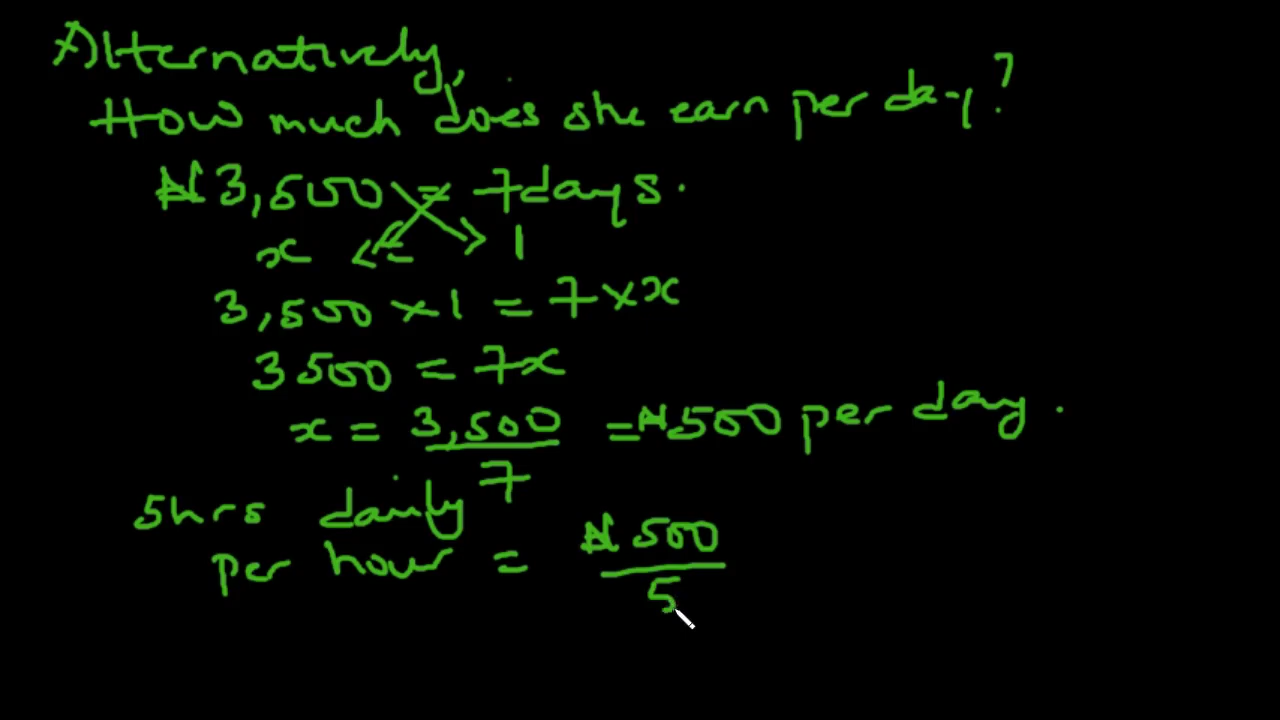 Alternatively,
How much does she earn per day?
₦3,500 = 7days.
x = 1
3,500 × 1 = 7 × x
3500 = 7x
x = 3,500/7 = ₦500 per day.
5hrs daily
per hour = ₦500/5